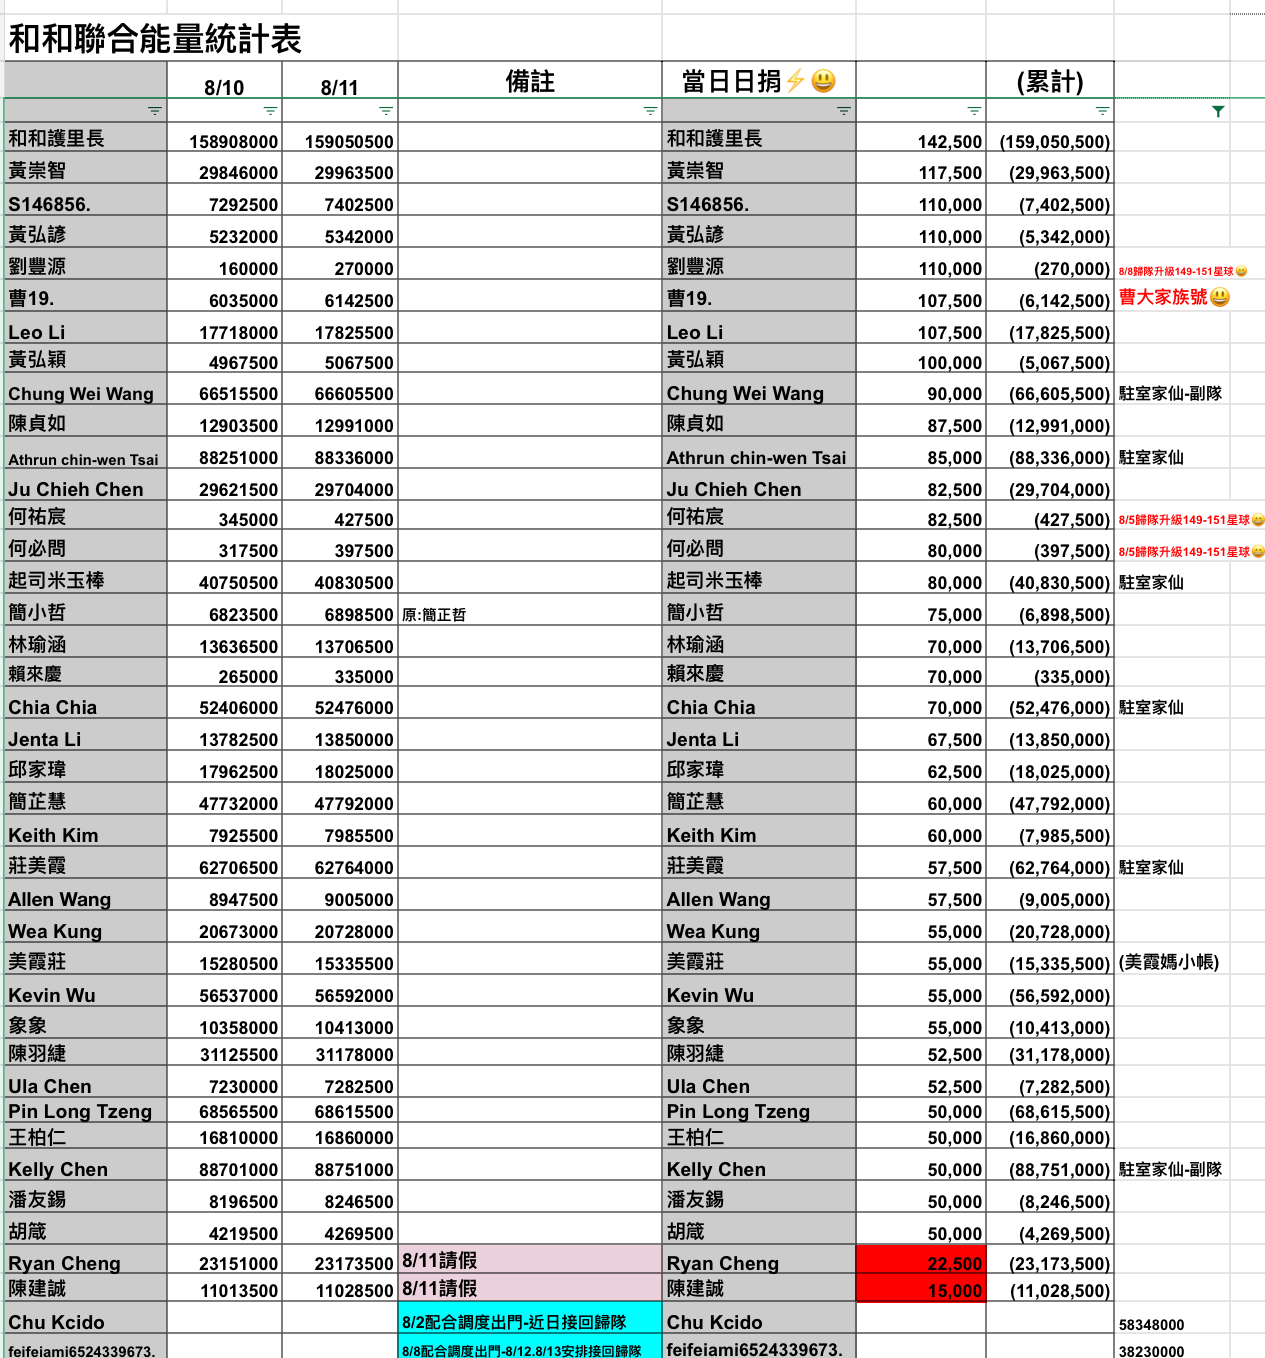 和和聯合能量統計表
8/10 8/11 備註 當日日捐⚡😃 (累計)
和和護里長 158908000 159050500 和和護里長 142,500 (159,050,500)
黃崇智 29846000 29963500 黃崇智 117,500 (29,963,500)
S146856. 7292500 7402500 S146856. 110,000 (7,402,500)
黃弘諺 5232000 5342000 黃弘諺 110,000 (5,342,000)
劉豐源 160000 270000 劉豐源 110,000 (270,000) 8/8歸隊升級149-151星球😄
曹19. 6035000 6142500 曹19. 107,500 (6,142,500) 曹大家族號😃
Leo Li 17718000 17825500 Leo Li 107,500 (17,825,500)
黃弘穎 4967500 5067500 黃弘穎 100,000 (5,067,500)
Chung Wei Wang 66515500 66605500 Chung Wei Wang 90,000 (66,605,500) 駐室家仙-副隊
陳貞如 12903500 12991000 陳貞如 87,500 (12,991,000)
Athrun chin-wen Tsai 88251000 88336000 Athrun chin-wen Tsai 85,000 (88,336,000) 駐室家仙
Ju Chieh Chen 29621500 29704000 Ju Chieh Chen 82,500 (29,704,000)
何祐宸 345000 427500 何祐宸 82,500 (427,500) 8/5歸隊升級149-151星球😄
何必問 317500 397500 何必問 80,000 (397,500) 8/5歸隊升級149-151星球😄
起司米玉棒 40750500 40830500 起司米玉棒 80,000 (40,830,500) 駐室家仙
簡小哲 6823500 6898500 原:簡正哲 簡小哲 75,000 (6,898,500)
林瑜涵 13636500 13706500 林瑜涵 70,000 (13,706,500)
賴來慶 265000 335000 賴來慶 70,000 (335,000)
Chia Chia 52406000 52476000 Chia Chia 70,000 (52,476,000) 駐室家仙
Jenta Li 13782500 13850000 Jenta Li 67,500 (13,850,000)
邱家瑋 17962500 18025000 邱家瑋 62,500 (18,025,000)
簡芷慧 47732000 47792000 簡芷慧 60,000 (47,792,000)
Keith Kim 7925500 7985500 Keith Kim 60,000 (7,985,500)
莊美霞 62706500 62764000 莊美霞 57,500 (62,764,000) 駐室家仙
Allen Wang 8947500 9005000 Allen Wang 57,500 (9,005,000)
Wea Kung 20673000 20728000 Wea Kung 55,000 (20,728,000)
美霞莊 15280500 15335500 美霞莊 55,000 (15,335,500) (美霞媽小帳)
Kevin Wu 56537000 56592000 Kevin Wu 55,000 (56,592,000)
象象 10358000 10413000 象象 55,000 (10,413,000)
陳羽緁 31125500 31178000 陳羽緁 52,500 (31,178,000)
Ula Chen 7230000 7282500 Ula Chen 52,500 (7,282,500)
Pin Long Tzeng 68565500 68615500 Pin Long Tzeng 50,000 (68,615,500)
王柏仁 16810000 16860000 王柏仁 50,000 (16,860,000)
Kelly Chen 88701000 88751000 Kelly Chen 50,000 (88,751,000) 駐室家仙-副隊
潘友錫 8196500 8246500 潘友錫 50,000 (8,246,500)
胡箴 4219500 4269500 胡箴 50,000 (4,269,500)
Ryan Cheng 23151000 23173500 8/11請假 Ryan Cheng 22,500 (23,173,500)
陳建誠 11013500 11028500 8/11請假 陳建誠 15,000 (11,028,500)
Chu Kcido 8/2配合調度出門-近日接回歸隊 Chu Kcido 58348000
feifeiami6524339673. 8/8配合調度出門-8/12.8/13安排接回歸隊 feifeiami6524339673. 38230000